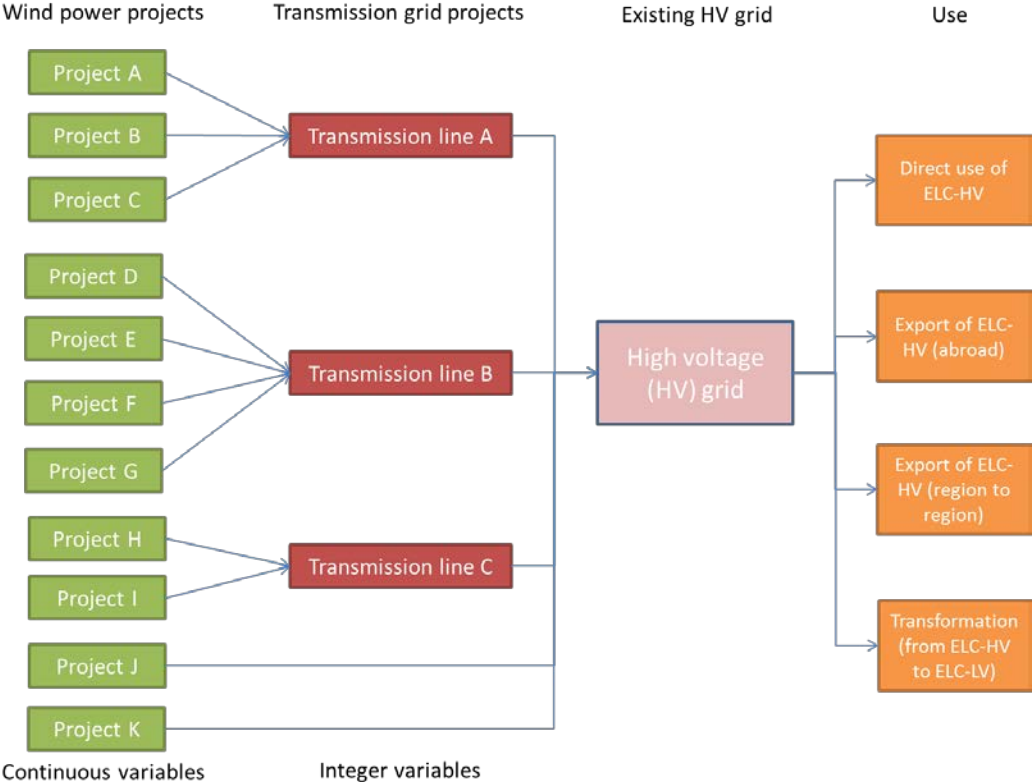 Wind power projects
Transmission grid projects
Existing HV grid
Use
Project A
Project B
Project C
Project D
Project E
Project F
Project G
Project H
Project I
Project J
Project K
Transmission line A
Transmission line B
Transmission line C
High voltage
(HV) grid
Direct use of
ELC-HV
Export of ELC-
HV (abroad)
Export of ELC-
HV (region to
region)
Transformation
(from ELC-HV
to ELC-LV)
Continuous variables
Integer variables